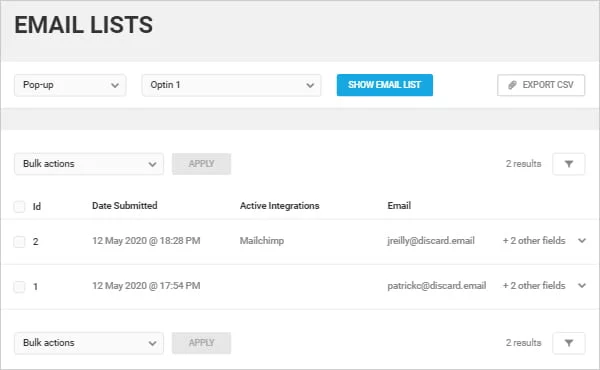 EMAIL LISTS
Pop-up Optin 1 SHOW EMAIL LIST EXPORT CSV
Bulk actions APPLY 2 results
Id Date Submitted Active Integrations Email
2 12 May 2020 @ 18:28 PM Mailchimp jreilly@discard.email + 2 other fields
1 12 May 2020 @ 17:54 PM patrickc@discard.email + 2 other fields
Bulk actions APPLY 2 results